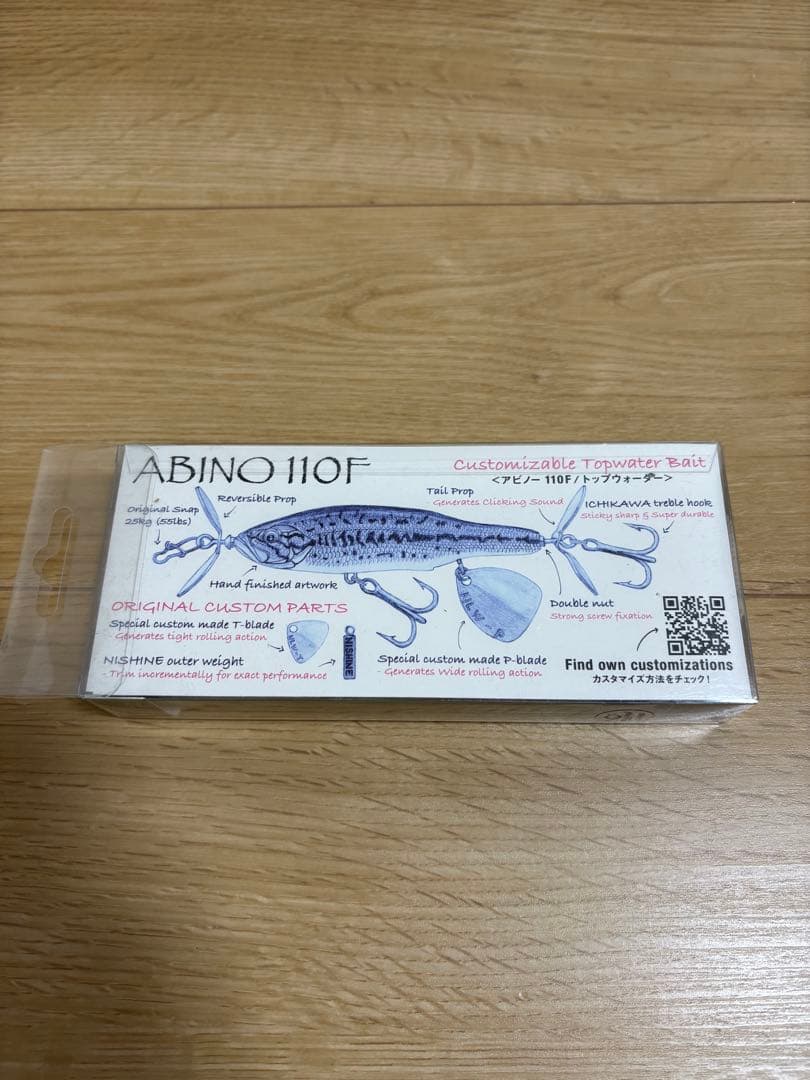 ABINO 110F
Customizable Topwater Bait
<アビノー 110F / トップウォーター>
Original Snap
25kg (55lbs)
Reversible Prop
Tail Prop
- Generates Clicking Sound
ICHIKAWA treble hook
- Sticky sharp & Super durable
Hand finished artwork
Double nut
- Strong screw fixation
ORIGINAL CUSTOM PARTS
Special custom made T-blade
- Generates tight rolling action
NISHINE outer weight
- Trim incrementally for exact performance
NISHINE
Special custom made P-blade
- Generates Wide rolling action
Find own customizations
カスタマイズ方法をチェック!